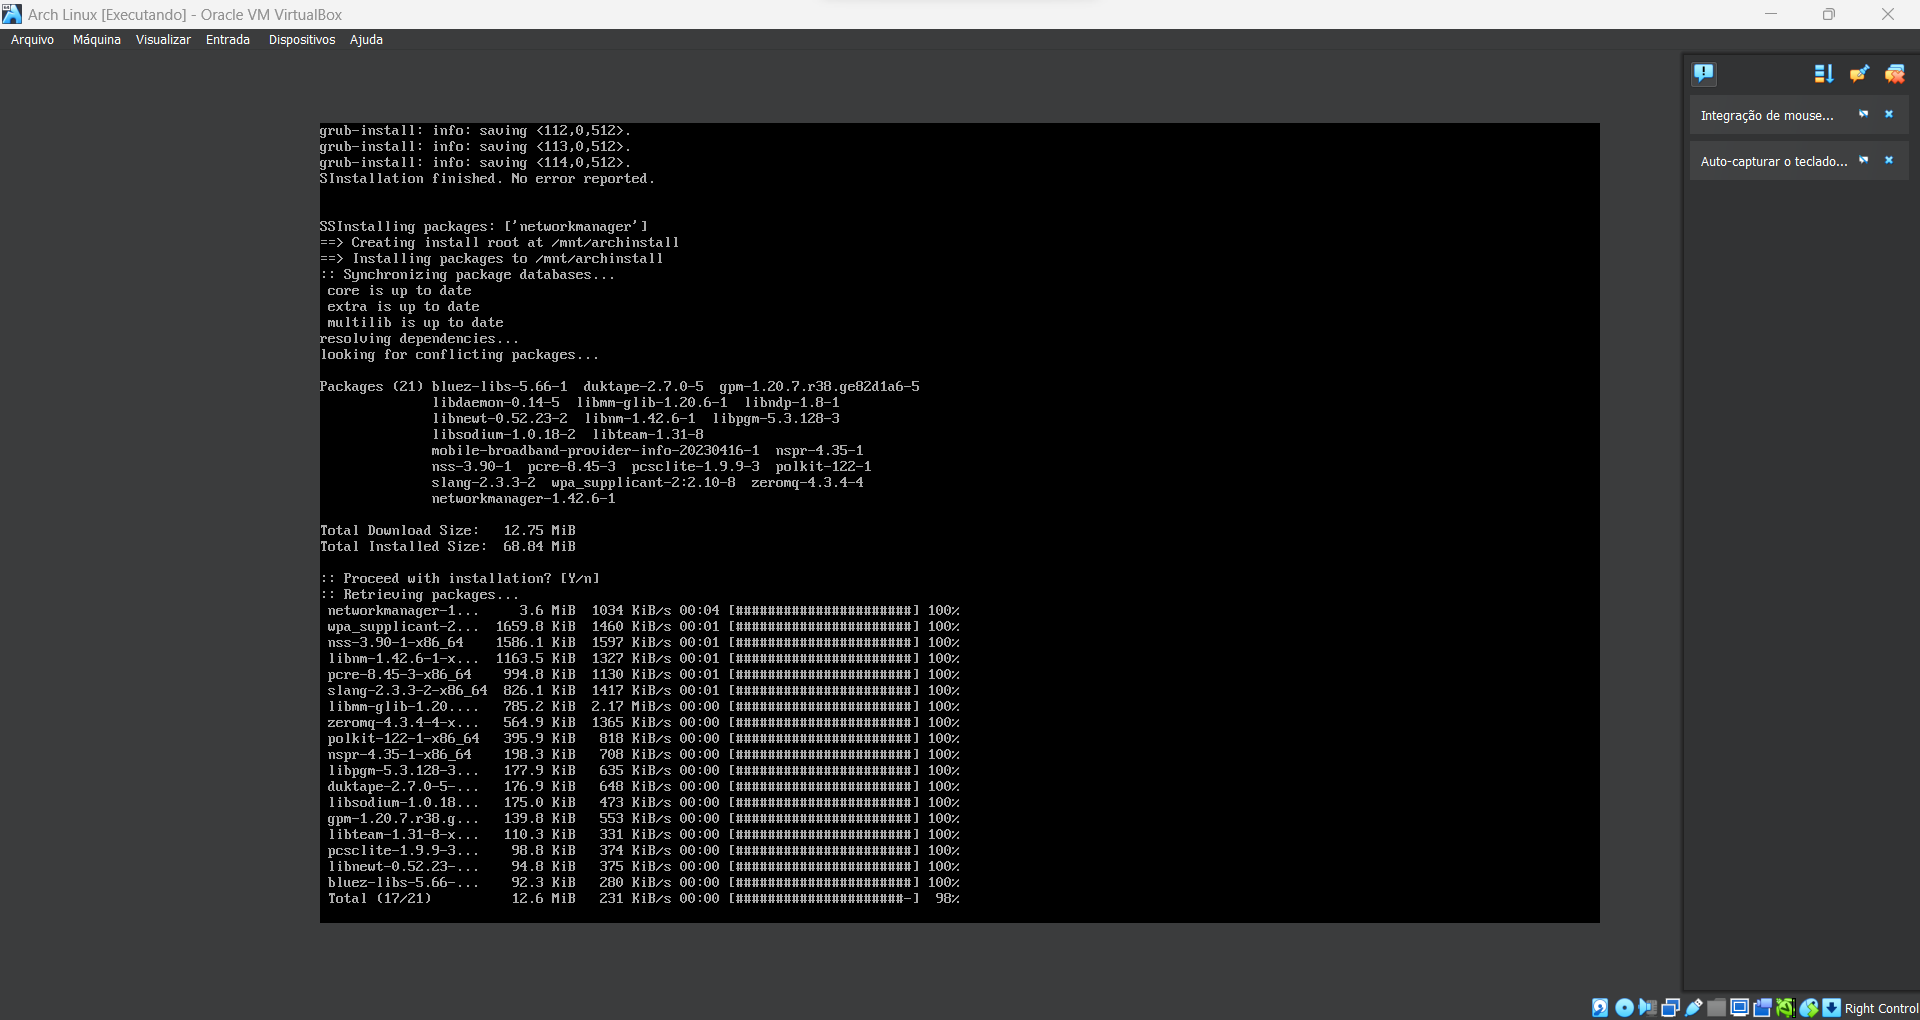 Arch Linux [Executando] - Oracle VM VirtualBox
Arquivo Máquina Visualizar Entrada Dispositivos Ajuda
Integração de mouse...
Auto-capturar o teclado...
grub-install: info: saving <112,0,512>.
grub-install: info: saving <113,0,512>.
grub-install: info: saving <114,0,512>.
SInstallation finished. No error reported.
SSInstalling packages: ['networkmanager']
==> Creating install root at /mnt/archinstall
==> Installing packages to /mnt/archinstall
:: Synchronizing package databases...
core is up to date
extra is up to date
multilib is up to date
resolving dependencies...
looking for conflicting packages...
Packages (21) bluez-libs-5.66-1 duktape-2.7.0-5 gpm-1.20.7.r38.ge82d1a6-5
libdaemon-0.14-5 libmm-glib-1.20.6-1 libndp-1.8-1
libnewt-0.52.23-2 libnm-1.42.6-1 libpgm-5.3.128-3
libsodium-1.0.18-2 libteam-1.31-8
mobile-broadband-provider-info-20230416-1 nspr-4.35-1
nss-3.90-1 pcre-8.45-3 pcsclite-1.9.9-3 polkit-122-1
slang-2.3.3-2 wpa_supplicant-2:2.10-8 zeromq-4.3.4-4
networkmanager-1.42.6-1
Total Download Size: 12.75 MiB
Total Installed Size: 68.84 MiB
:: Proceed with installation? [Y/n]
:: Retrieving packages...
networkmanager-1... 3.6 MiB 1034 KiB/s 00:04 [######################] 100%
wpa_supplicant-2... 1659.8 KiB 1460 KiB/s 00:01 [######################] 100%
nss-3.90-1-x86_64 1586.1 KiB 1597 KiB/s 00:01 [######################] 100%
libnm-1.42.6-1-x... 1163.5 KiB 1327 KiB/s 00:01 [######################] 100%
pcre-8.45-3-x86_64 994.8 KiB 1130 KiB/s 00:01 [######################] 100%
slang-2.3.3-2-x86_64 826.1 KiB 1417 KiB/s 00:01 [######################] 100%
libmm-glib-1.20.... 785.2 KiB 2.17 MiB/s 00:00 [######################] 100%
zeromq-4.3.4-4-x... 564.9 KiB 1365 KiB/s 00:00 [######################] 100%
polkit-122-1-x86_64 395.9 KiB 818 KiB/s 00:00 [######################] 100%
nspr-4.35-1-x86_64 198.3 KiB 708 KiB/s 00:00 [######################] 100%
libpgm-5.3.128-3... 177.9 KiB 635 KiB/s 00:00 [######################] 100%
duktape-2.7.0-5-... 176.9 KiB 648 KiB/s 00:00 [######################] 100%
libsodium-1.0.18... 175.0 KiB 473 KiB/s 00:00 [######################] 100%
gpm-1.20.7.r38.g... 139.8 KiB 553 KiB/s 00:00 [######################] 100%
libteam-1.31-8-x... 110.3 KiB 331 KiB/s 00:00 [######################] 100%
pcsclite-1.9.9-3... 98.8 KiB 374 KiB/s 00:00 [######################] 100%
libnewt-0.52.23-... 94.8 KiB 375 KiB/s 00:00 [######################] 100%
bluez-libs-5.66-... 92.3 KiB 280 KiB/s 00:00 [######################] 100%
Total (17/21) 12.6 MiB 231 KiB/s 00:00 [#####################-] 98%
Right Control